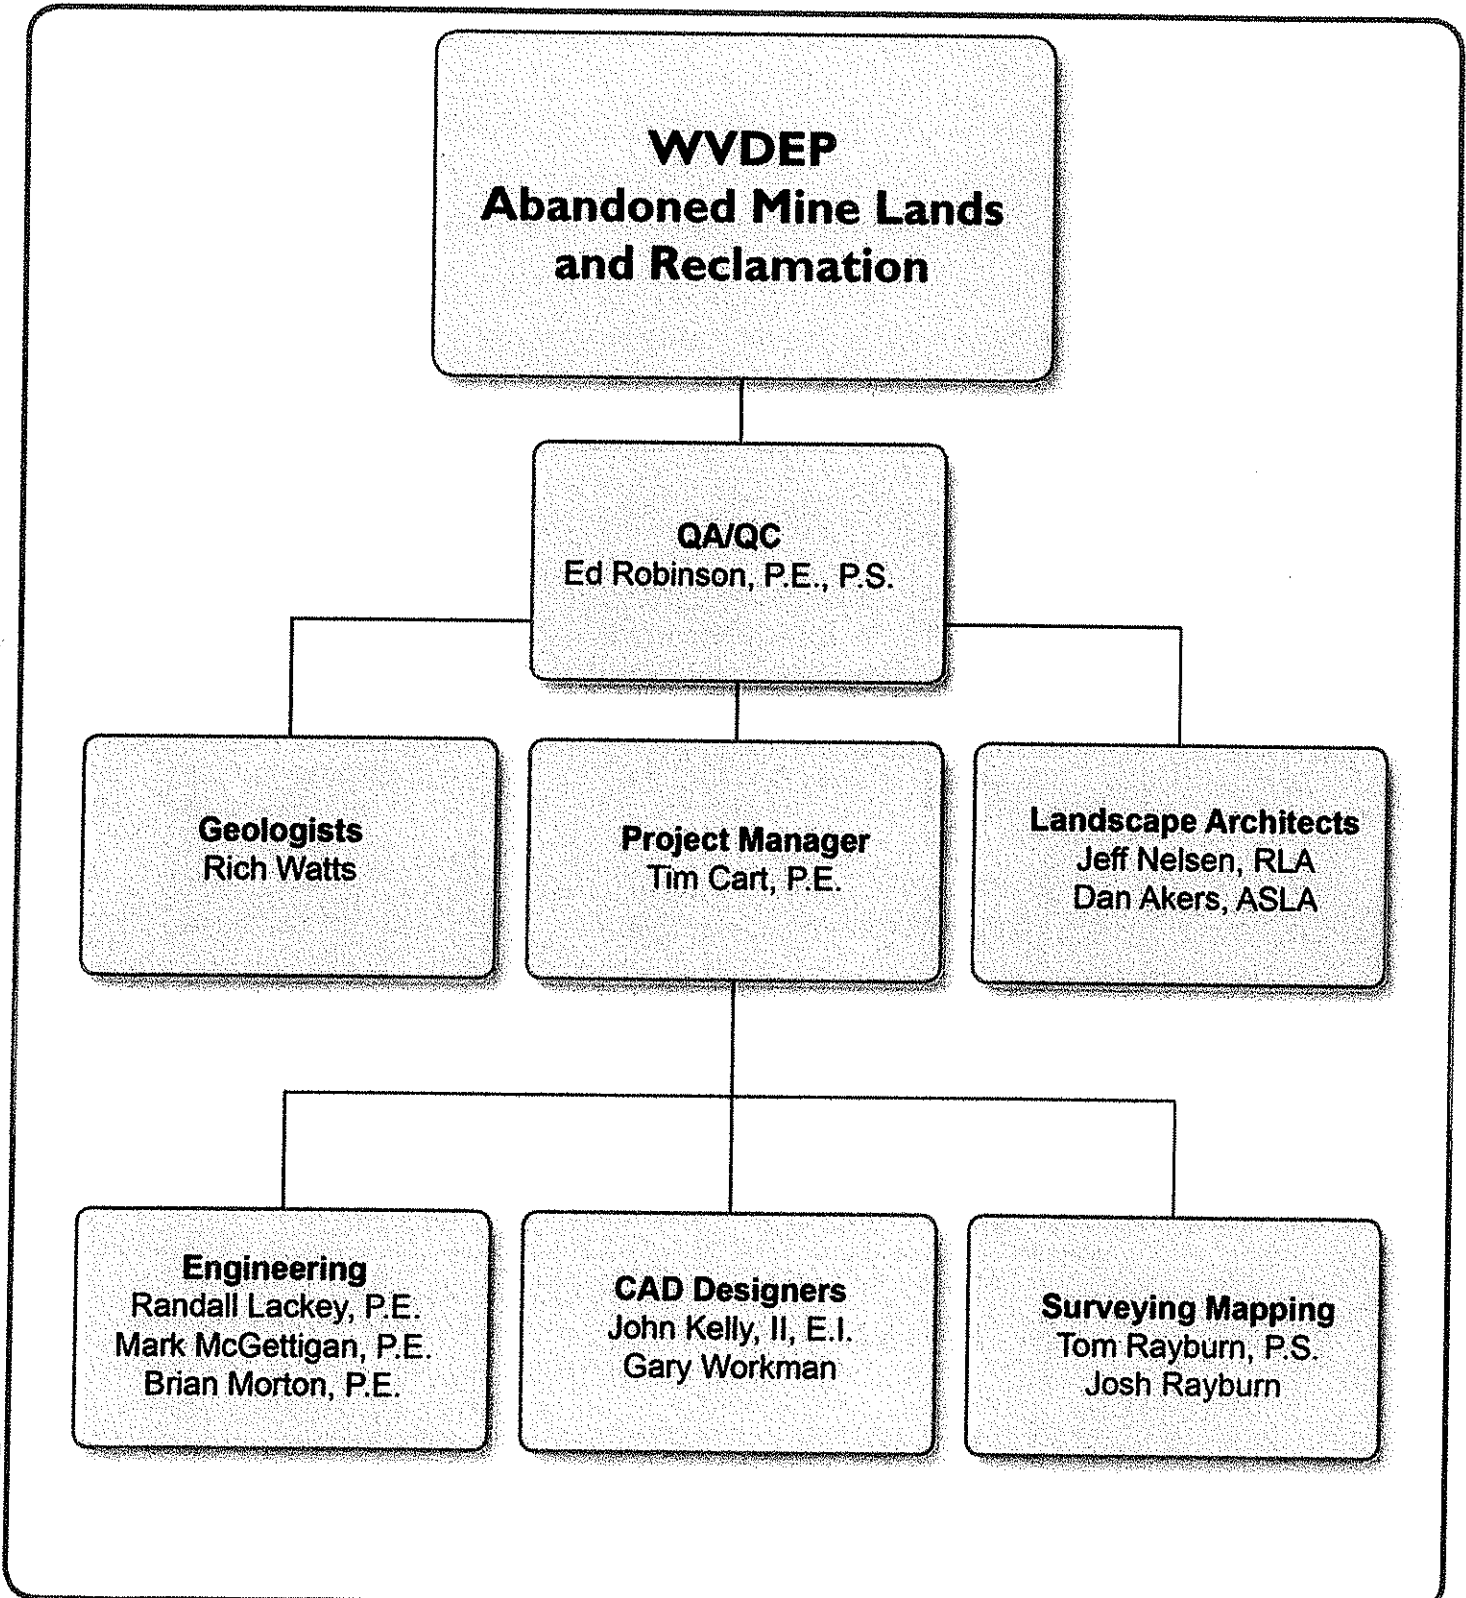 WVDEP
Abandoned Mine Lands
and Reclamation
QA/QC
Ed Robinson, P.E., P.S.
Geologists
Rich Watts
Project Manager
Tim Cart, P.E.
Landscape Architects
Jeff Nelsen, RLA
Dan Akers, ASLA
Engineering
Randall Lackey, P.E.
Mark McGettigan, P.E.
Brian Morton, P.E.
CAD Designers
John Kelly, II, E.I.
Gary Workman
Surveying Mapping
Tom Rayburn, P.S.
Josh Rayburn